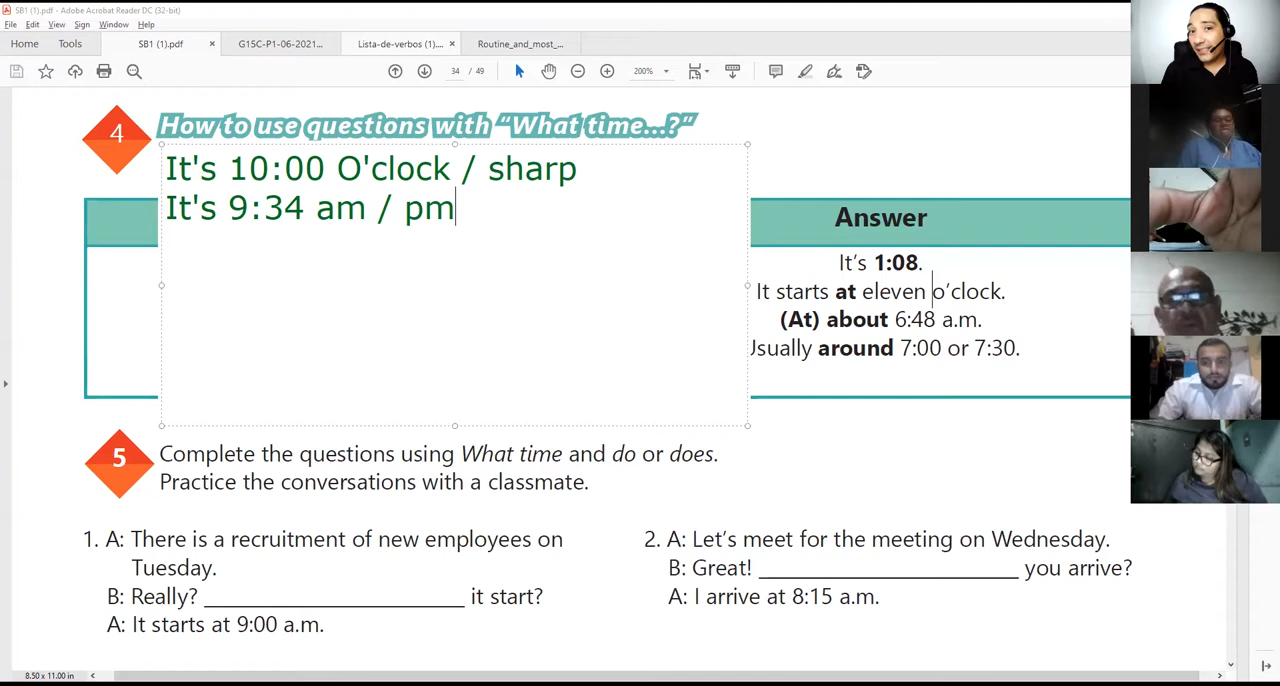 SB1 (1).pdf - Adobe Acrobat Reader DC (32-bit)
File Edit View Sign Window Help
Home Tools SB1 (1).pdf × G15C-P1-06-2021... Lista-de-verbos (1).... × Routine_and_most_...
34 / 49 200%
4 How to use questions with “What time...?”
It's 10:00 O'clock / sharp
It's 9:34 am / pm
Answer
It’s 1:08.
It starts at eleven o’clock.
(At) about 6:48 a.m.
Usually around 7:00 or 7:30.
5 Complete the questions using What time and do or does.
Practice the conversations with a classmate.
1. A: There is a recruitment of new employees on
Tuesday.
B: Really? ______________________ it start?
A: It starts at 9:00 a.m.
2. A: Let’s meet for the meeting on Wednesday.
B: Great! ______________________ you arrive?
A: I arrive at 8:15 a.m.
8.50 x 11.00 in